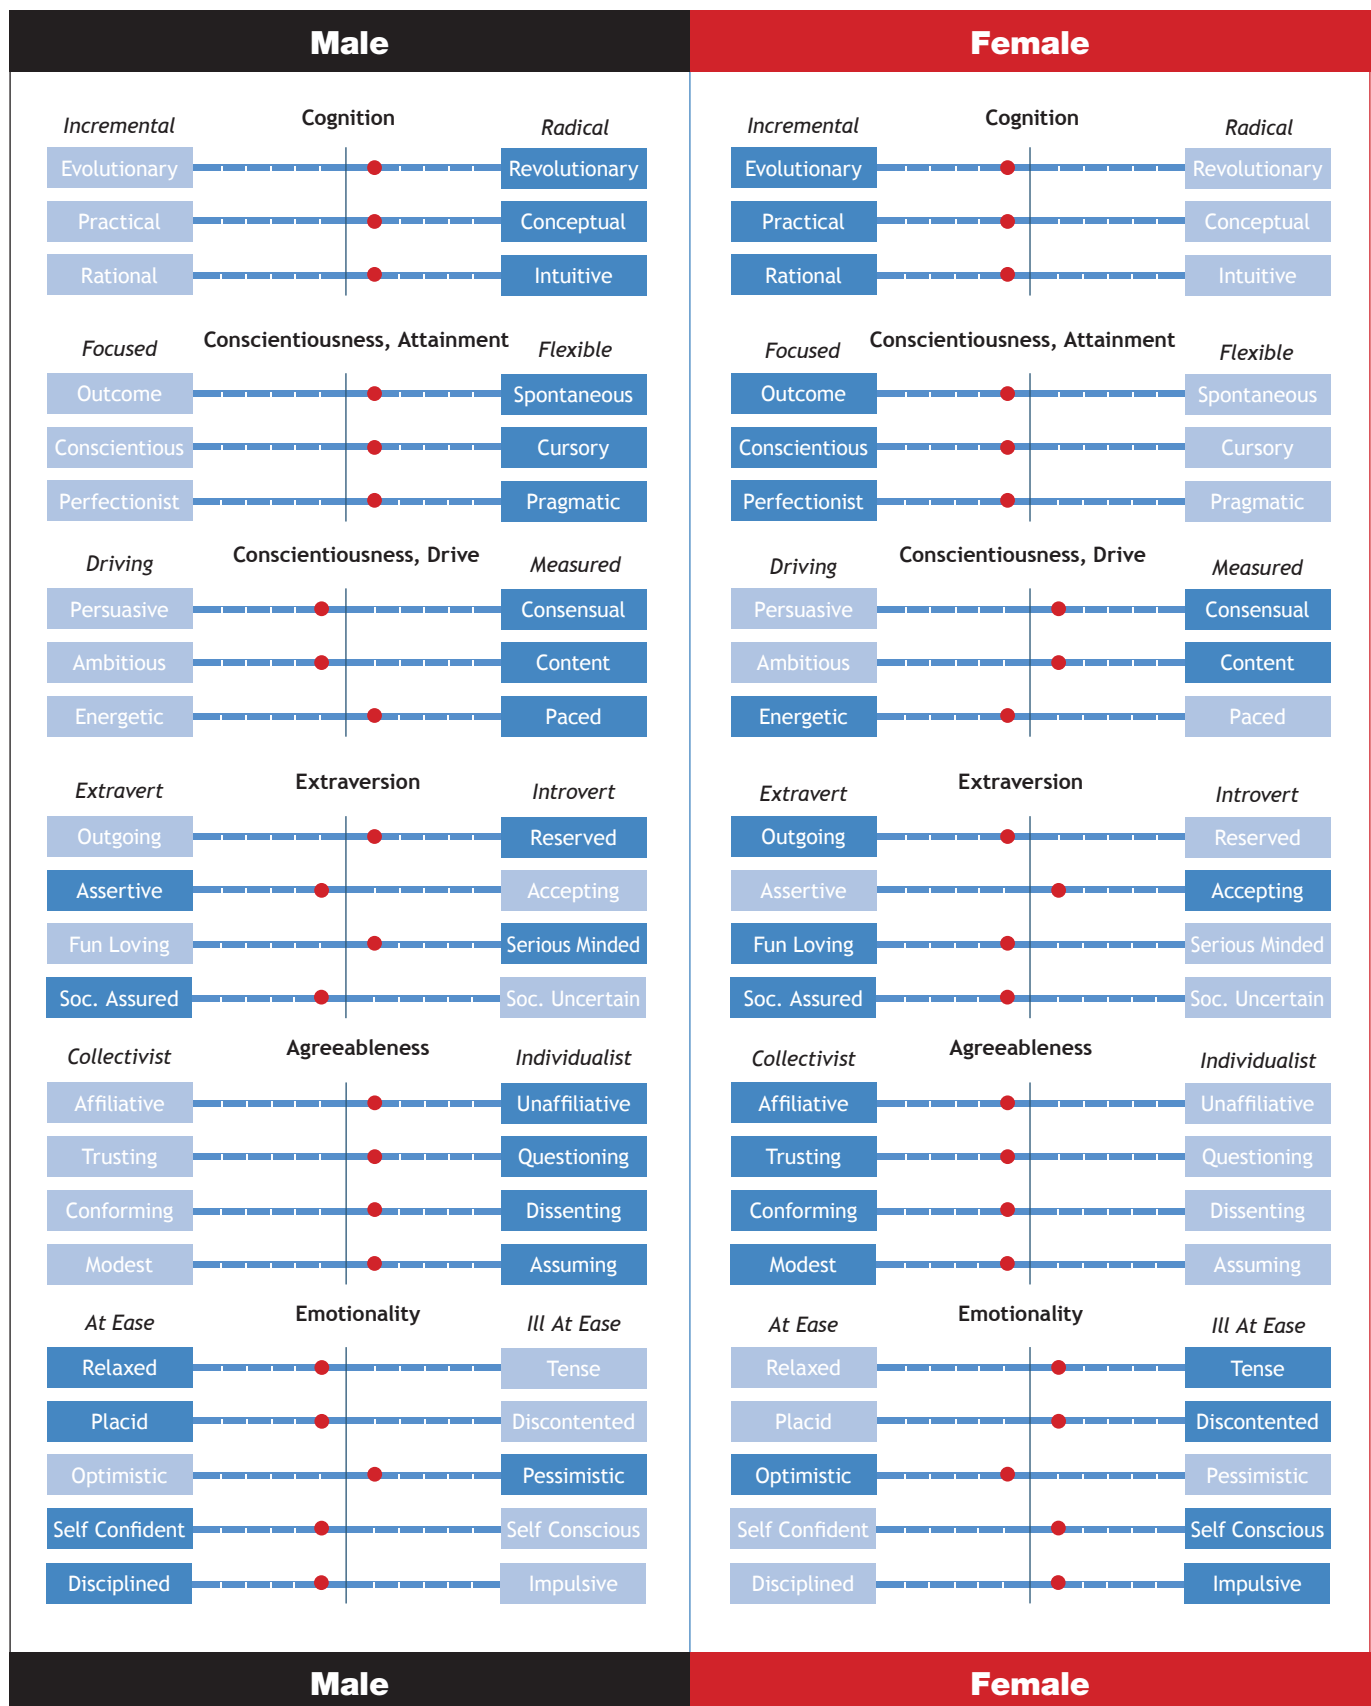 Male
Female
Cognition
Incremental
Radical
Evolutionary
Revolutionary
Practical
Conceptual
Rational
Intuitive
Conscientiousness, Attainment
Focused
Flexible
Outcome
Spontaneous
Conscientious
Cursory
Perfectionist
Pragmatic
Conscientiousness, Drive
Driving
Measured
Persuasive
Consensual
Ambitious
Content
Energetic
Paced
Extraversion
Extravert
Introvert
Outgoing
Reserved
Assertive
Accepting
Fun Loving
Serious Minded
Soc. Assured
Soc. Uncertain
Agreeableness
Collectivist
Individualist
Affiliative
Unaffiliative
Trusting
Questioning
Conforming
Dissenting
Modest
Assuming
Emotionality
At Ease
Ill At Ease
Relaxed
Tense
Placid
Discontented
Optimistic
Pessimistic
Self Confident
Self Conscious
Disciplined
Impulsive
Cognition
Incremental
Radical
Evolutionary
Revolutionary
Practical
Conceptual
Rational
Intuitive
Conscientiousness, Attainment
Focused
Flexible
Outcome
Spontaneous
Conscientious
Cursory
Perfectionist
Pragmatic
Conscientiousness, Drive
Driving
Measured
Persuasive
Consensual
Ambitious
Content
Energetic
Paced
Extraversion
Extravert
Introvert
Outgoing
Reserved
Assertive
Accepting
Fun Loving
Serious Minded
Soc. Assured
Soc. Uncertain
Agreeableness
Collectivist
Individualist
Affiliative
Unaffiliative
Trusting
Questioning
Conforming
Dissenting
Modest
Assuming
Emotionality
At Ease
Ill At Ease
Relaxed
Tense
Placid
Discontented
Optimistic
Pessimistic
Self Confident
Self Conscious
Disciplined
Impulsive
Male
Female